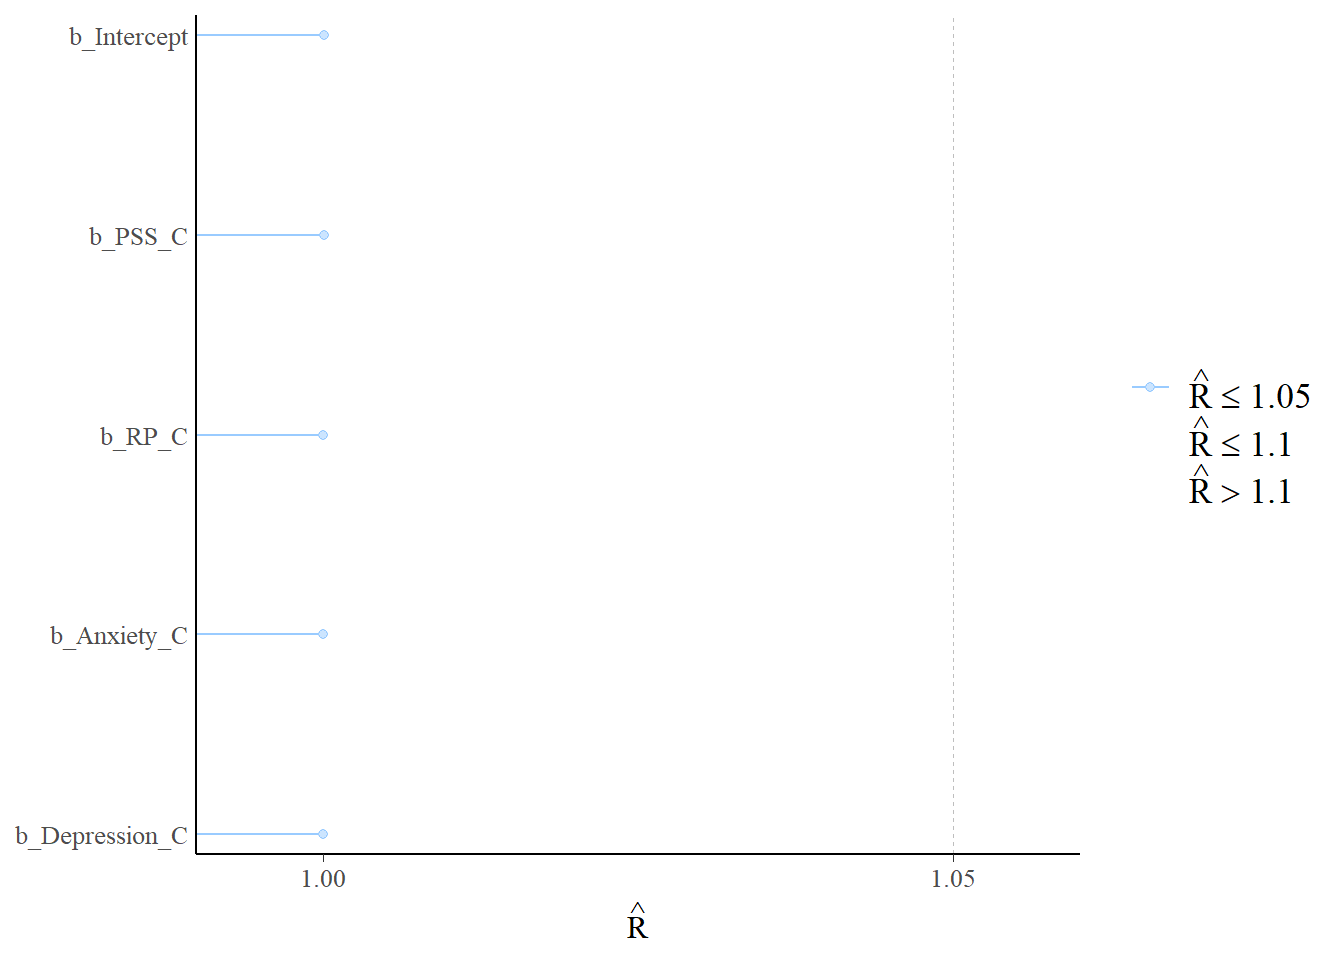 b_Intercept
b_PSS_C
b_RP_C
b_Anxiety_C
b_Depression_C
1.00 1.05
R̂
R̂ ≤ 1.05
R̂ ≤ 1.1
R̂ > 1.1